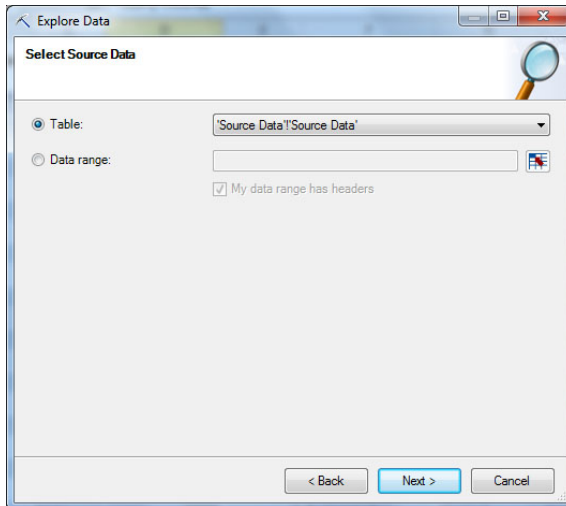 Explore Data
Select Source Data
Table:
'Source Data'!'Source Data'
Data range:
My data range has headers
< Back
Next >
Cancel